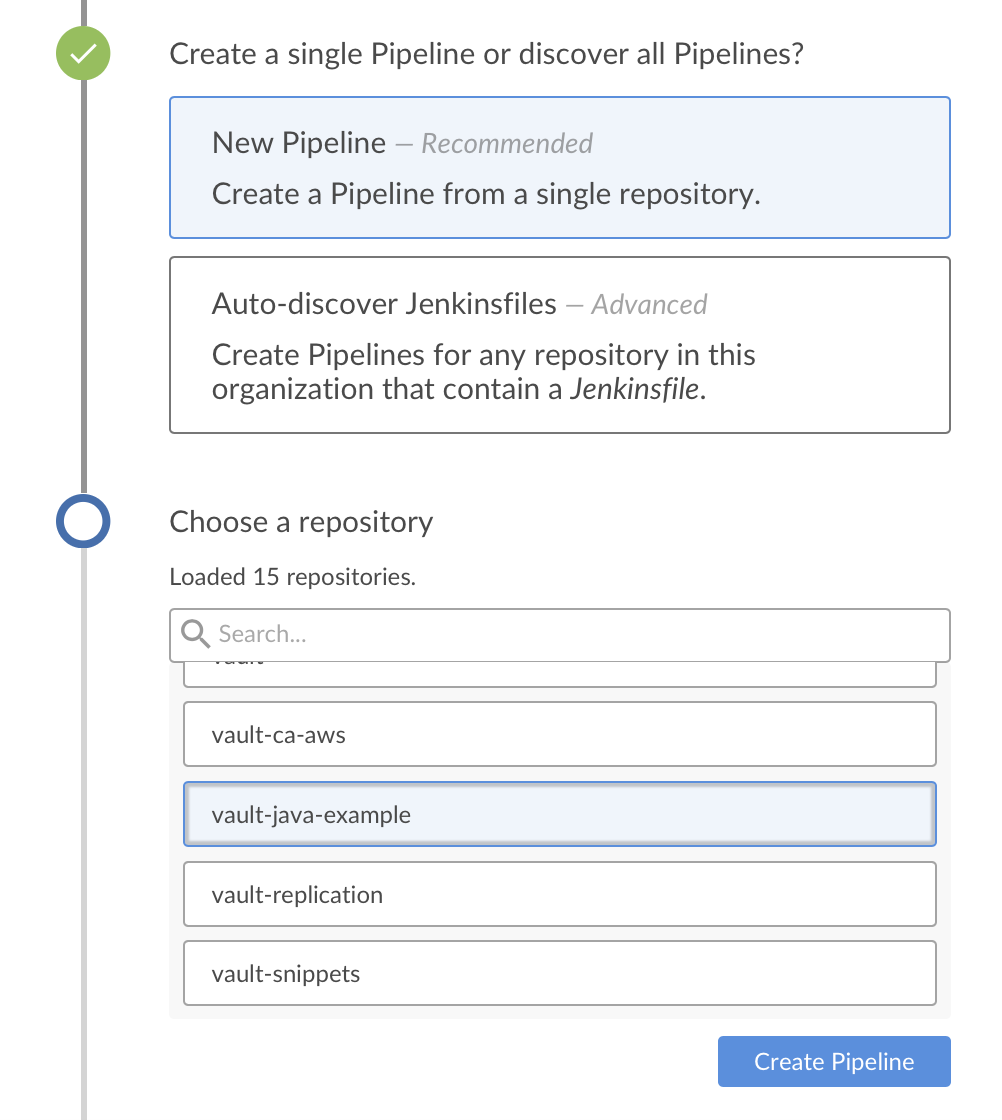 Create a single Pipeline or discover all Pipelines?
New Pipeline — Recommended
Create a Pipeline from a single repository.
Auto-discover Jenkinsfiles — Advanced
Create Pipelines for any repository in this
organization that contain a Jenkinsfile.
Choose a repository
Loaded 15 repositories.
Search...
vault-ca-aws
vault-java-example
vault-replication
vault-snippets
Create Pipeline